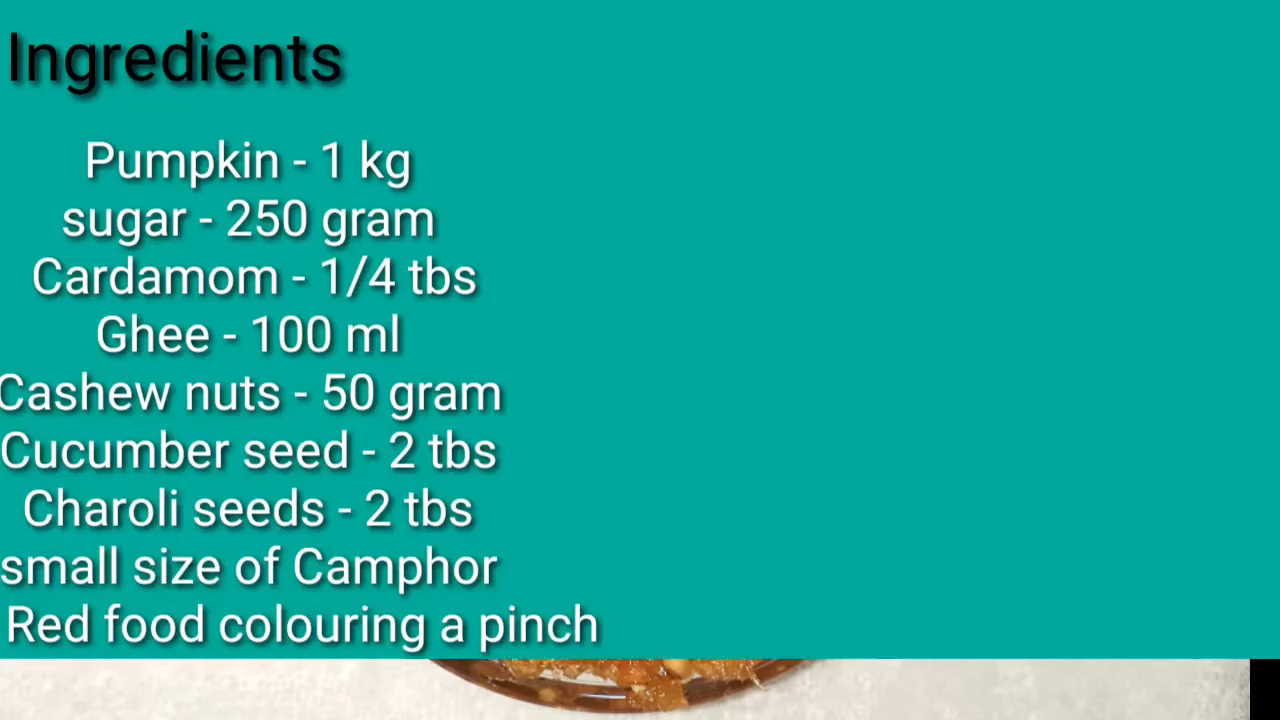 Ingredients
Pumpkin - 1 kg
sugar - 250 gram
Cardamom - 1/4 tbs
Ghee - 100 ml
Cashew nuts - 50 gram
Cucumber seed - 2 tbs
Charoli seeds - 2 tbs
small size of Camphor
Red food colouring a pinch